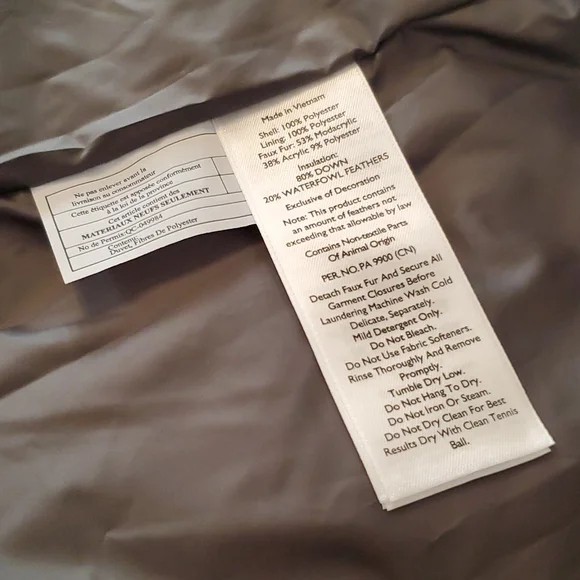 Ne pas enlever avant la
livraison au consommateur
Cette étiquette est apposée conformément
à la loi de la province
Cet article contient des
MATERIAUX NEUFS SEULEMENT
No de Permis-QC-049984
Contenu:
Duvet, Fibres De Polyester
Made in Vietnam
Shell: 100% Polyester
Lining: 100% Polyester
Faux Fur: 53% Modacrylic
38% Acrylic 9% Polyester
Insulation:
80% DOWN
20% WATERFOWL FEATHERS
Exclusive of Decoration
Note: This product contains
an amount of feathers not
exceeding that allowable by law
Contains Non-textile Parts
Of Animal Origin
PER. NO. PA 9900 (CN)
Detach Faux Fur And Secure All
Garment Closures Before
Laundering Machine Wash Cold
Delicate, Separately.
Mild Detergent Only.
Do Not Bleach.
Do Not Use Fabric Softeners.
Rinse Thoroughly And Remove
Promptly.
Tumble Dry Low.
Do Not Hang To Dry.
Do Not Iron Or Steam.
Do Not Dry Clean For Best
Results Dry With Clean Tennis
Ball.